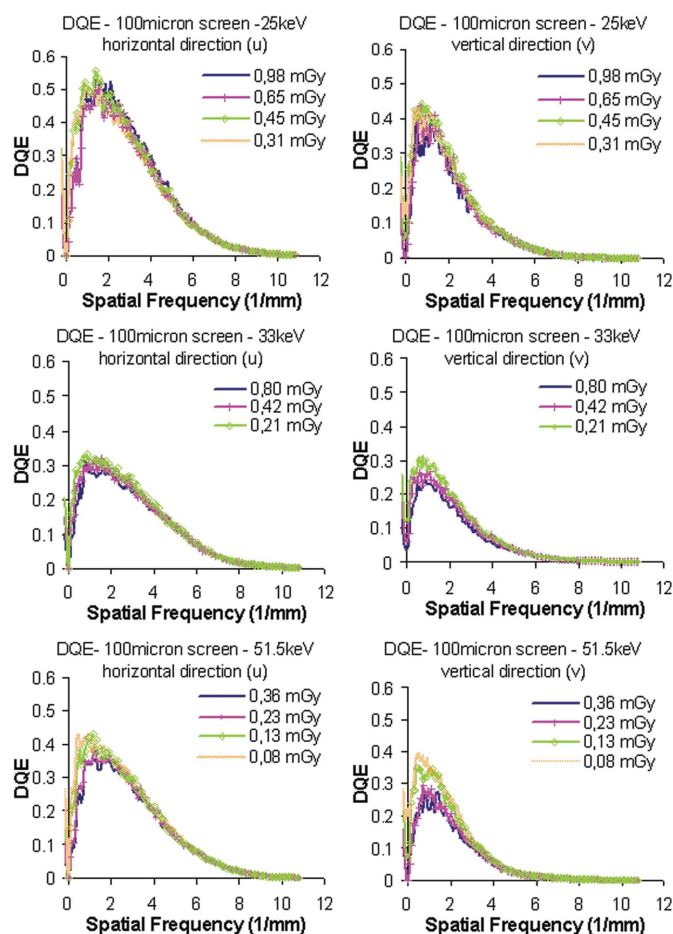 DQE - 100micron screen -25keV
horizontal direction (u)
0,98 mGy
0,65 mGy
0,45 mGy
0,31 mGy
0.6
0.5
0.4
0.3
0.2
0.1
0
DQE
0 2 4 6 8 10 12
Spatial Frequency (1/mm)
DQE - 100micron screen - 25keV
vertical direction (v)
0,98 mGy
0,65 mGy
0,45 mGy
0,31 mGy
0.6
0.5
0.4
0.3
0.2
0.1
0
DQE
0 2 4 6 8 10 12
Spatial Frequency (1/mm)
DQE - 100micron screen - 33keV
horizontal direction (u)
0,80 mGy
0,42 mGy
0,21 mGy
0.6
0.5
0.4
0.3
0.2
0.1
0
DQE
0 2 4 6 8 10 12
Spatial Frequency (1/mm)
DQE - 100micron screen - 33keV
vertical direction (v)
0,80 mGy
0,42 mGy
0,21 mGy
0.6
0.5
0.4
0.3
0.2
0.1
0
DQE
0 2 4 6 8 10 12
Spatial Frequency (1/mm)
DQE- 100micron screen - 51.5keV
horizontal direction (u)
0,36 mGy
0,23 mGy
0,13 mGy
0,08 mGy
0.6
0.5
0.4
0.3
0.2
0.1
0
DQE
0 2 4 6 8 10 12
Spatial Frequency (1/mm)
DQE- 100micron screen - 51.5keV
vertical direction (v)
0,36 mGy
0,23 mGy
0,13 mGy
0,08 mGy
0.6
0.5
0.4
0.3
0.2
0.1
0
DQE
0 2 4 6 8 10 12
Spatial Frequency (1/mm)